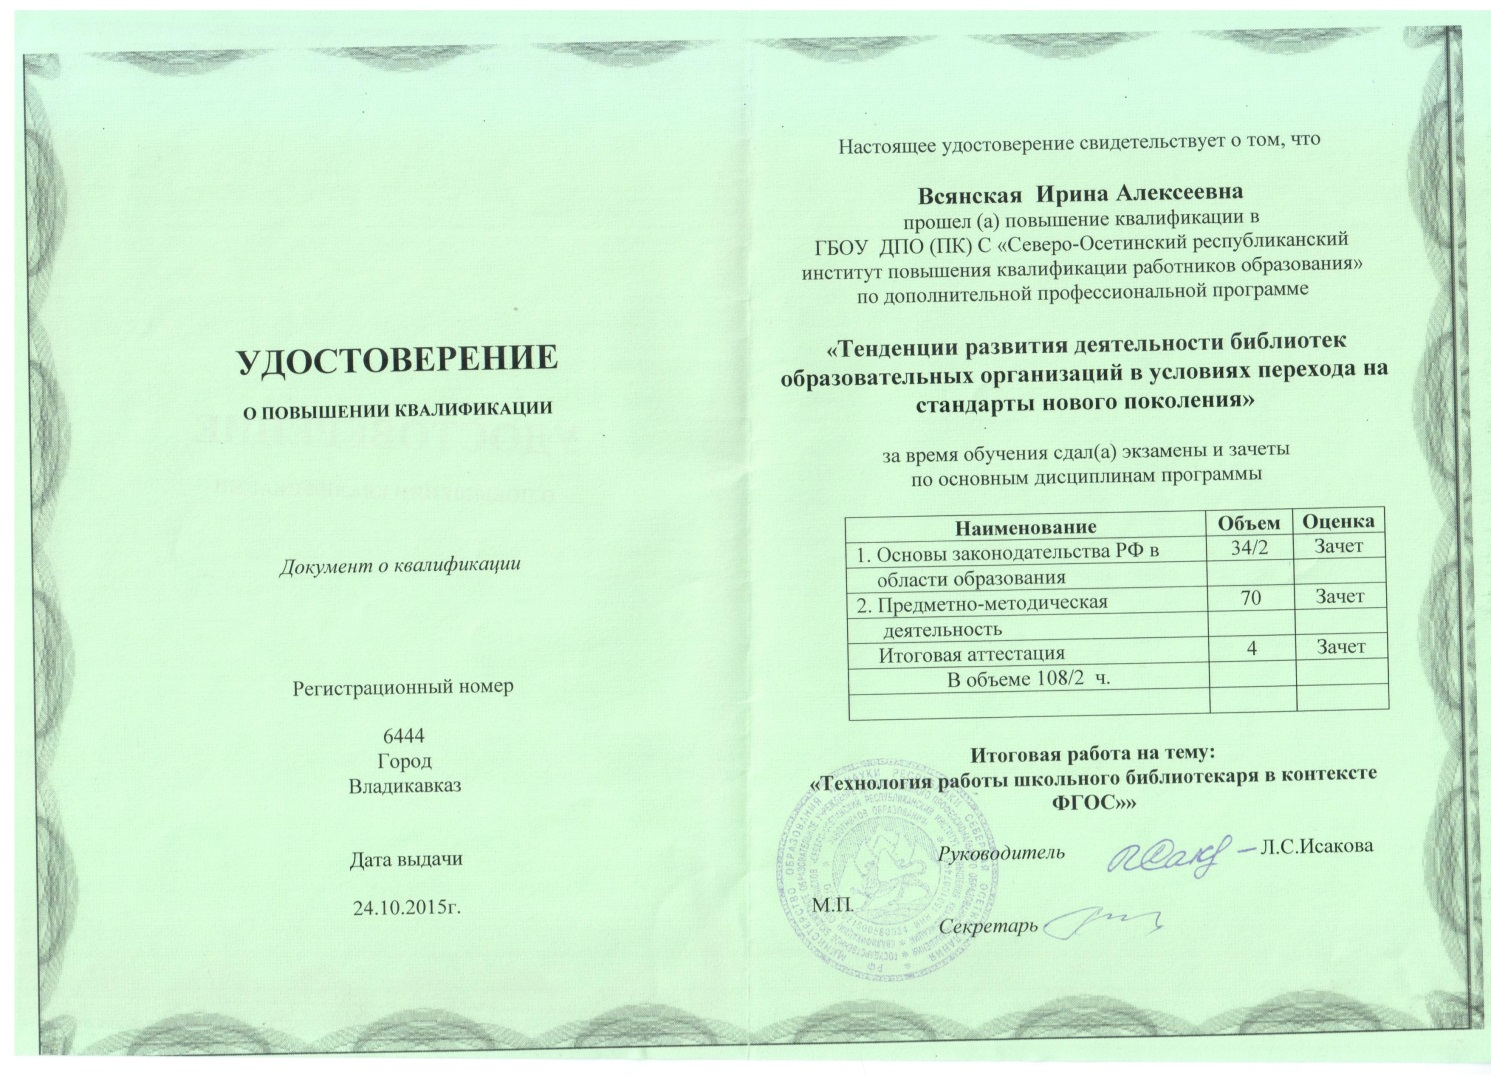 УДОСТОВЕРЕНИЕ
О ПОВЫШЕНИИ КВАЛИФИКАЦИИ
Документ о квалификации
Регистрационный номер
6444
Город
Владикавказ
Дата выдачи
24.10.2015г.
Настоящее удостоверение свидетельствует о том, что
Всянская Ирина Алексеевна
прошел (а) повышение квалификации в
ГБОУ ДПО (ПК) С «Северо-Осетинский республиканский
институт повышения квалификации работников образования»
по дополнительной профессиональной программе
«Тенденции развития деятельности библиотек
образовательных организаций в условиях перехода на
стандарты нового поколения»
за время обучения сдал(а) экзамены и зачеты
по основным дисциплинам программы
Наименование Объем Оценка
1. Основы законодательства РФ в 34/2 Зачет
области образования
2. Предметно-методическая 70 Зачет
деятельность
Итоговая аттестация 4 Зачет
В объеме 108/2 ч.
Итоговая работа на тему:
«Технология работы школьного библиотекаря в контексте
ФГОС»»
Руководитель Л.С.Исакова
М.П.
Секретарь